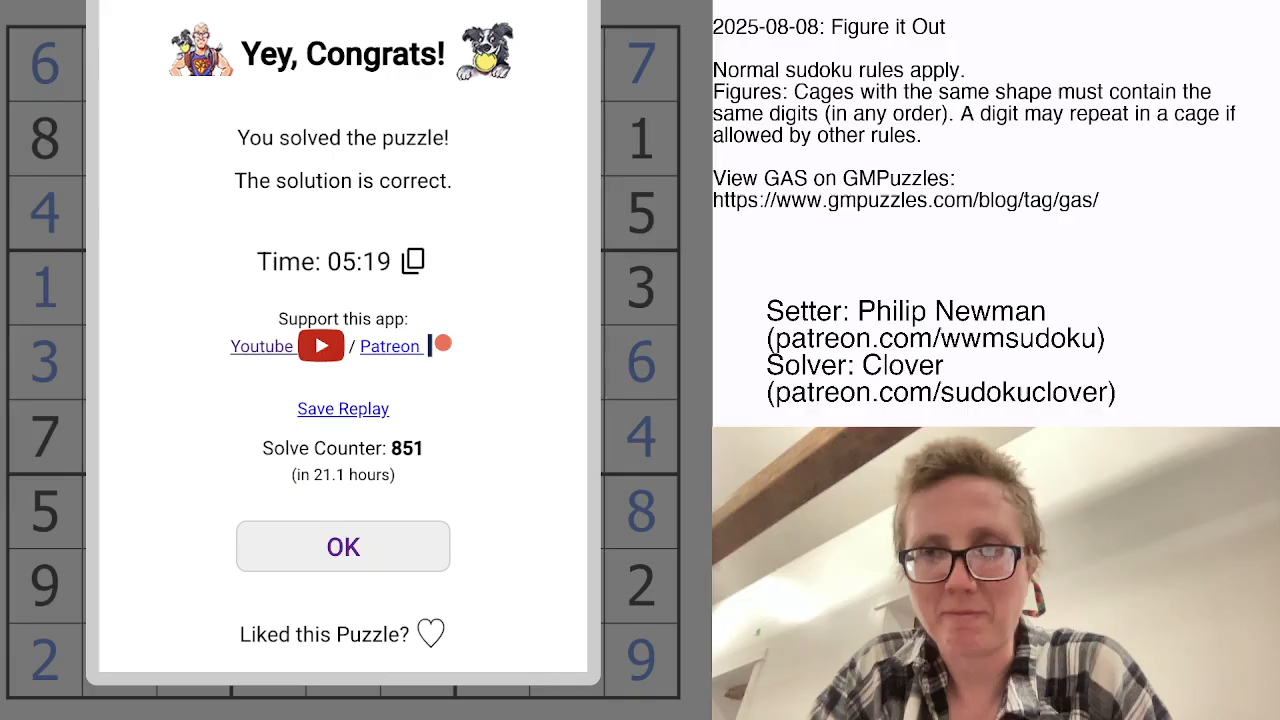 Yey, Congrats!
You solved the puzzle!
The solution is correct.
Time: 05:19
Support this app:
Youtube / Patreon
Save Replay
Solve Counter: 851
(in 21.1 hours)
OK
Liked this Puzzle?
6 7
8 1
4 5
1 3
3 6
7 4
5 8
9 2
2 9
2025-08-08: Figure it Out
Normal sudoku rules apply.
Figures: Cages with the same shape must contain the
same digits (in any order). A digit may repeat in a cage if
allowed by other rules.
View GAS on GMPuzzles:
https://www.gmpuzzles.com/blog/tag/gas/
Setter: Philip Newman
(patreon.com/wwmsudoku)
Solver: Clover
(patreon.com/sudokuclover)